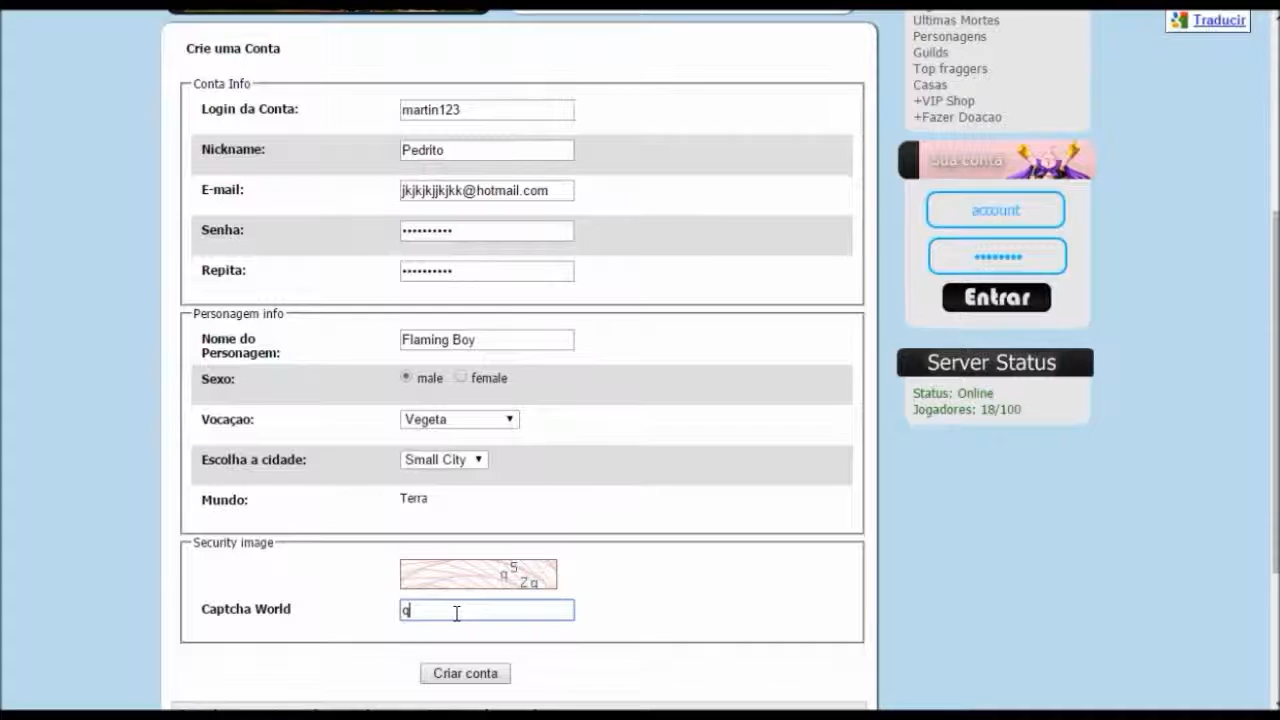 Crie uma Conta
Conta Info
Login da Conta: martin123
Nickname: Pedrito
E-mail: jkjkjkjjkjkk@hotmail.com
Senha: ••••••••••
Repita: ••••••••••
Personagem info
Nome do
Personagem: Flaming Boy
Sexo: male female
Vocaçao: Vegeta
Escolha a cidade: Small City
Mundo: Terra
Security image
q5Zq
Captcha World q
Criar conta
Ultimas Mortes
Personagens
Guilds
Top fraggers
Casas
+VIP Shop
+Fazer Doacao
Sua conta
account
••••••••
Entrar
Server Status
Status: Online
Jogadores: 18/100
Traducir